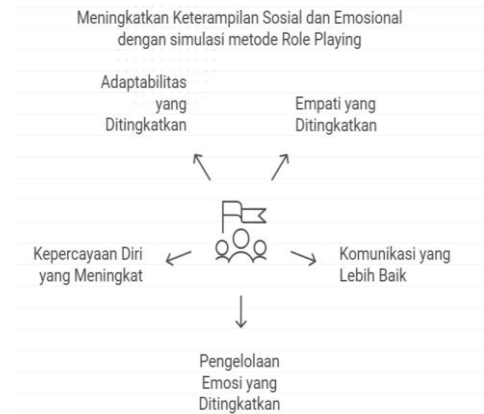 Meningkatkan Keterampilan Sosial dan Emosional
dengan simulasi metode Role Playing
Adaptabilitas
yang
Ditingkatkan
Empati yang
Ditingkatkan
Kepercayaan Diri
yang Meningkat
Komunikasi yang
Lebih Baik
Pengelolaan
Emosi yang
Ditingkatkan